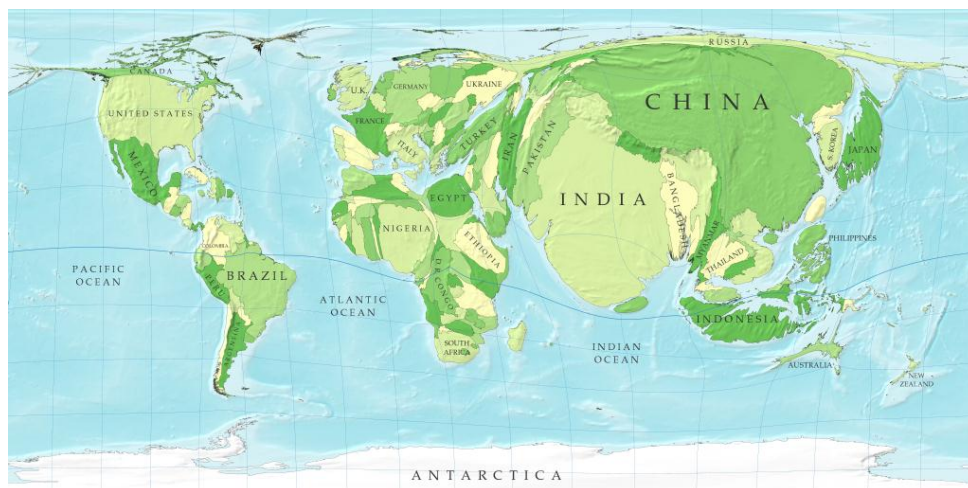 RUSSIA
CANADA
UNITED STATES
U.K.
GERMANY
UKRAINE
FRANCE
ITALY
TURKEY
IRAN
PAKISTAN
CHINA
S. KOREA
JAPAN
MEXICO
EGYPT
INDIA
BANGLADESH
NIGERIA
ETHIOPIA
MYANMAR
THAILAND
PHILIPPINES
COLOMBIA
BRAZIL
PERU
D R CONGO
PACIFIC
OCEAN
ATLANTIC
OCEAN
ARGENTINA
INDONESIA
SOUTH
AFRICA
INDIAN
OCEAN
AUSTRALIA
NEW
ZEALAND
ANTARCTICA